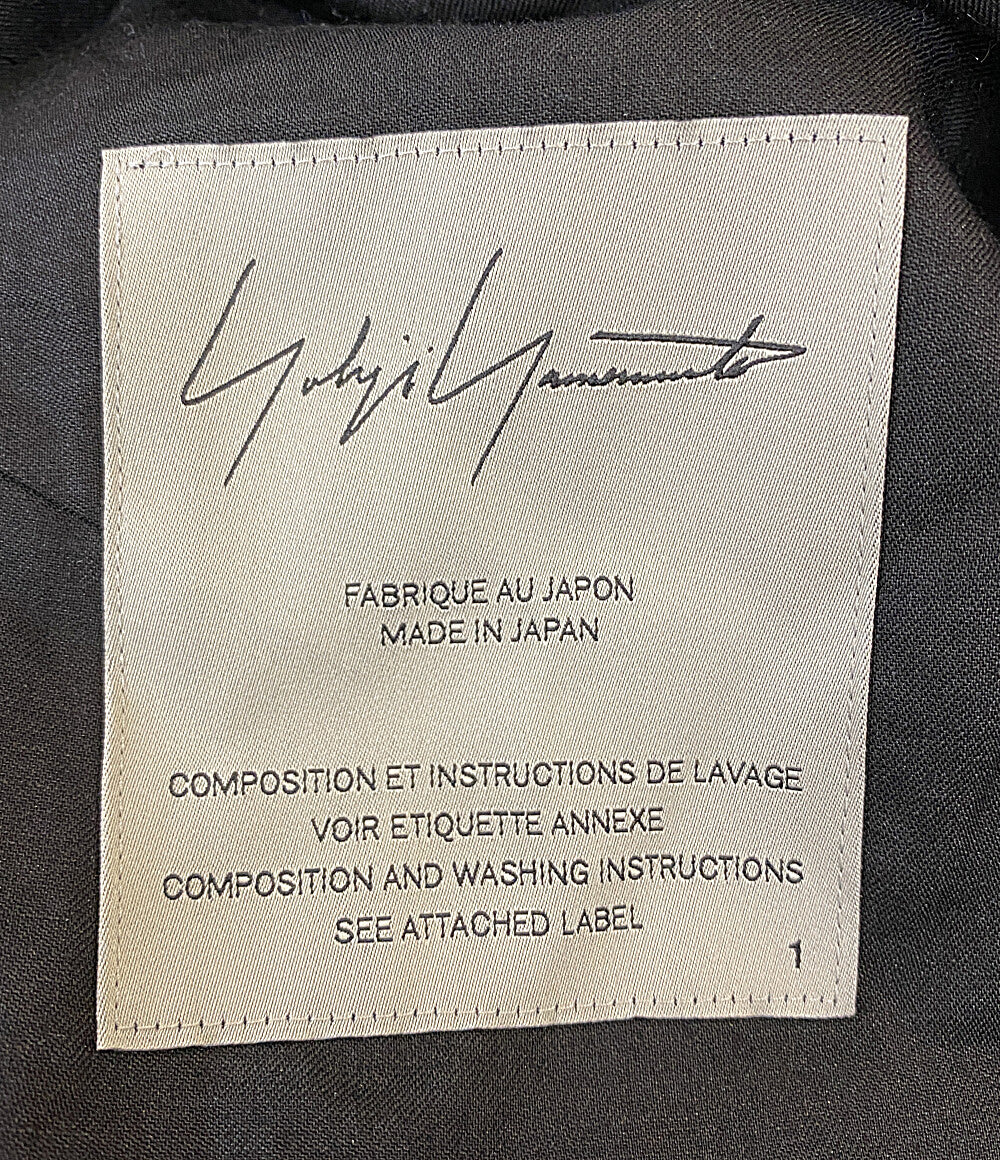 Yohji Yamamoto
FABRIQUE AU JAPON
MADE IN JAPAN
COMPOSITION ET INSTRUCTIONS DE LAVAGE
VOIR ETIQUETTE ANNEXE
COMPOSITION AND WASHING INSTRUCTIONS
SEE ATTACHED LABEL
1